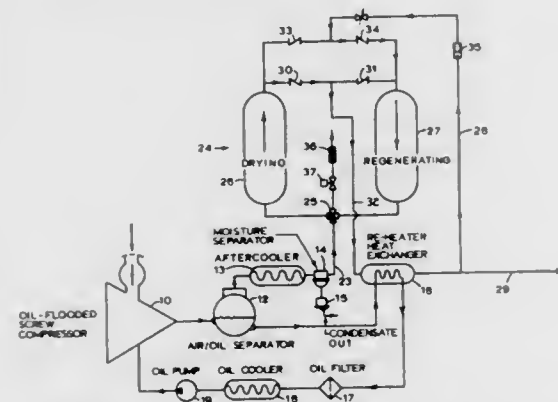 33
34
35
30
31
24
DRYING
26
36
27
REGENERATING
28
37
25
32
MOISTURE
SEPARATOR
RE-HEATER
HEAT
EXCHANGER
AFTERCOOLER
14
13
23
16
29
10
12
15
OIL-FLOODED
SCREW
COMPRESSOR
AIR/OIL SEPARATOR
CONDENSATE
OUT
OIL PUMP
OIL COOLER
OIL FILTER
19
18
17